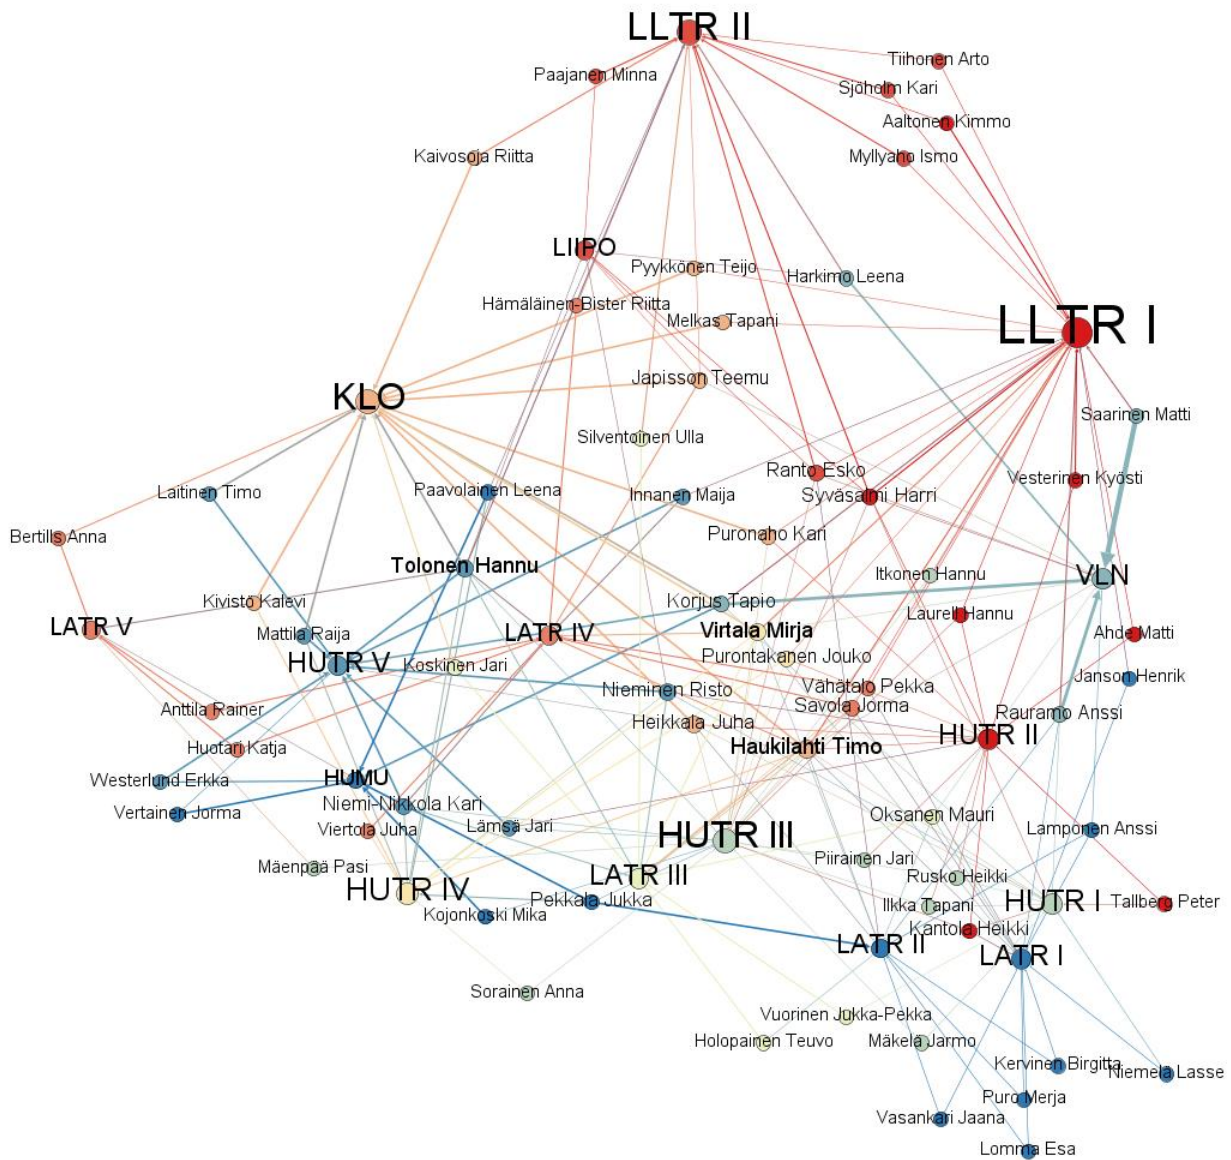 LLTR II
Tiihonen Arto
Paajanen Minna
Sjöholm Kari
Aaltonen Kimmo
Kaivosoja Riitta
Myllyaho Ismo
LIIPO
Pyykkönen Teijo
Harkimo Leena
Hämäläinen-Bister Riitta
Melkas Tapani
LLTR I
Japisson Teemu
KLO
Saarinen Matti
Silventoinen Ulla
Ranto Esko
Vesterinen Kyösti
Laitinen Timo
Paavolainen Leena
Innanen Maija
Syväsalmi Harri
Puronaho Kari
Bertills Anna
Tolonen Hannu
Itkonen Hannu
VLN
Kivistö Kalevi
Korjus Tapio
Laurell Hannu
LATR V
Mattila Raija
LATR IV
Virtala Mirja
Ahde Matti
HUTR V
Koskinen Jari
Purontakanen Jouko
Janson Henrik
Nieminen Risto
Vähätalo Pekka
Savola Jorma
Rauramo Anssi
Anttila Rainer
Heikkala Juha
HUTR II
Huotari Katja
Haukilahti Timo
Westerlund Erkka
HUMU
Niemi-Nikkola Kari
Vertainen Jorma
Oksanen Mauri
Viertola Juha
Lämsä Jari
HUTR III
Lamponen Anssi
Mäenpää Pasi
Piirainen Jari
LATR III
Rusko Heikki
HUTR IV
Pekkala Jukka
Ilkka Tapani
HUTR I
Tallberg Peter
Kojonkoski Mika
Kantola Heikki
LATR II
LATR I
Sorainen Anna
Vuorinen Jukka-Pekka
Holopainen Teuvo
Mäkelä Jarmo
Kervinen Birgitta
Niemelä Lasse
Puro Merja
Vasankari Jaana
Lomma Esa